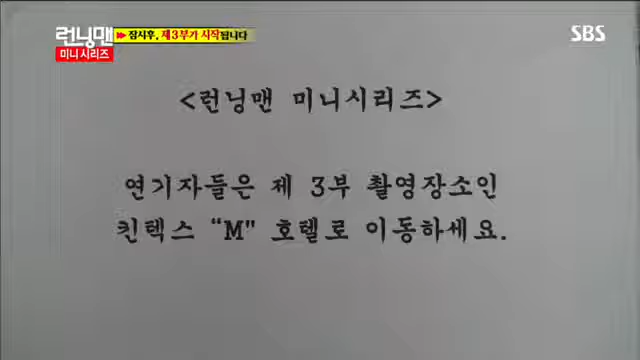 런닝맨
미니시리즈
잠시후, 제3부가 시작됩니다
SBS
<런닝맨 미니시리즈>
연기자들은 제 3부 촬영장소인
킨텍스 “M" 호텔로 이동하세요.